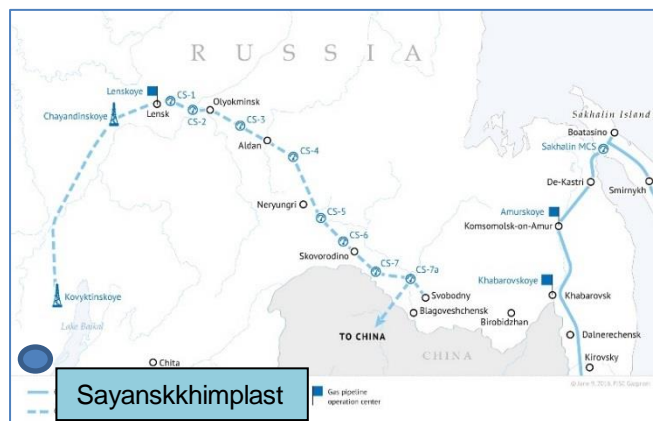 RUSSIA
Sakhalin Island
Lenskoye
CS-1
Boatasino
Lensk
Olyokminsk
Chayandinskoye
CS-2
CS-3
Sakhalin MCS
Aldan
CS-4
De-Kastri
Smirnykh
Neryungri
CS-5
Amurskoye
Komsomolsk-on-Amur
CS-6
Skovorodino
CS-7
CS-7a
Khabarovskoye
Kovyktinskoye
Svobodny
Khabarovsk
Blagoveshchensk
Birobidzhan
Lake Baikal
TO CHINA
Dalnerechensk
CHINA
Chita
Kirovsky
Sayanskkhimplast
Gas pipeline
operation center